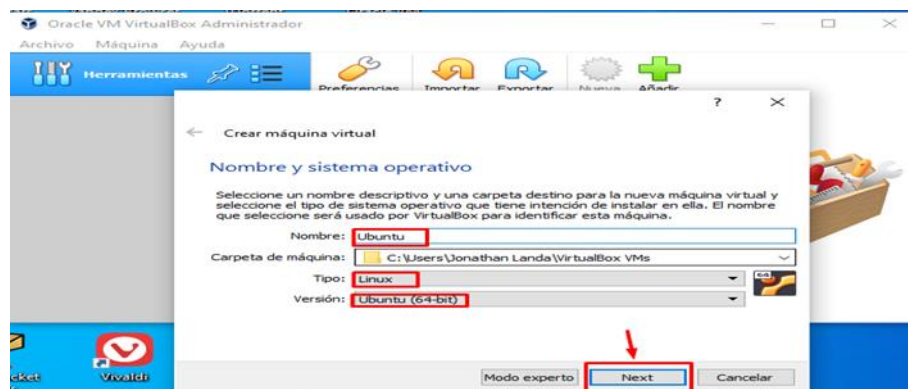 Oracle VM VirtualBox Administrador
Archivo Máquina Ayuda
Herramientas
Preferencias Importar Exportar Nueva Añadir
? ×
Crear máquina virtual
Nombre y sistema operativo
Seleccione un nombre descriptivo y una carpeta destino para la nueva máquina virtual y
seleccione el tipo de sistema operativo que tiene intención de instalar en ella. El nombre
que seleccione será usado por VirtualBox para identificar esta máquina.
Nombre: Ubuntu
Carpeta de máquina: C:\Users\Jonathan Landa\VirtualBox VMs
Tipo: Linux
64
Versión: Ubuntu (64-bit)
Modo experto Next Cancelar
cket Vivaldi